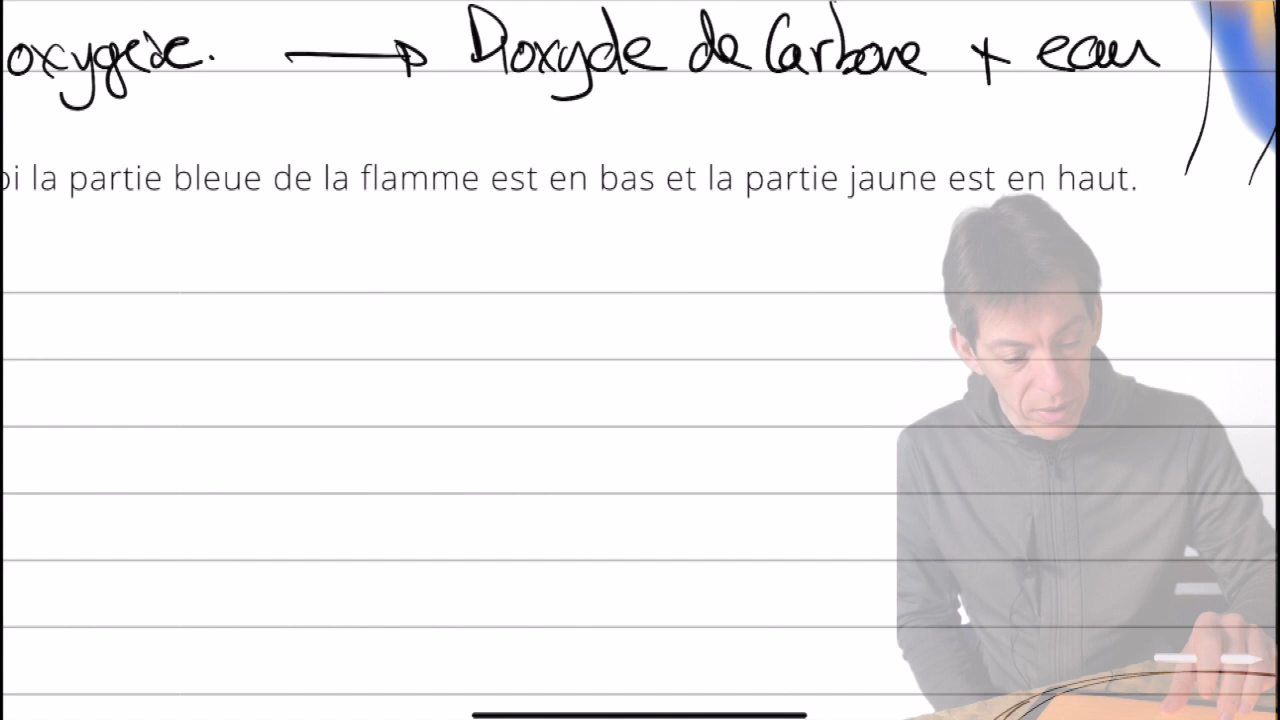 oxygène. → Dioxyde de Carbone + eau
oi la partie bleue de la flamme est en bas et la partie jaune est en haut.